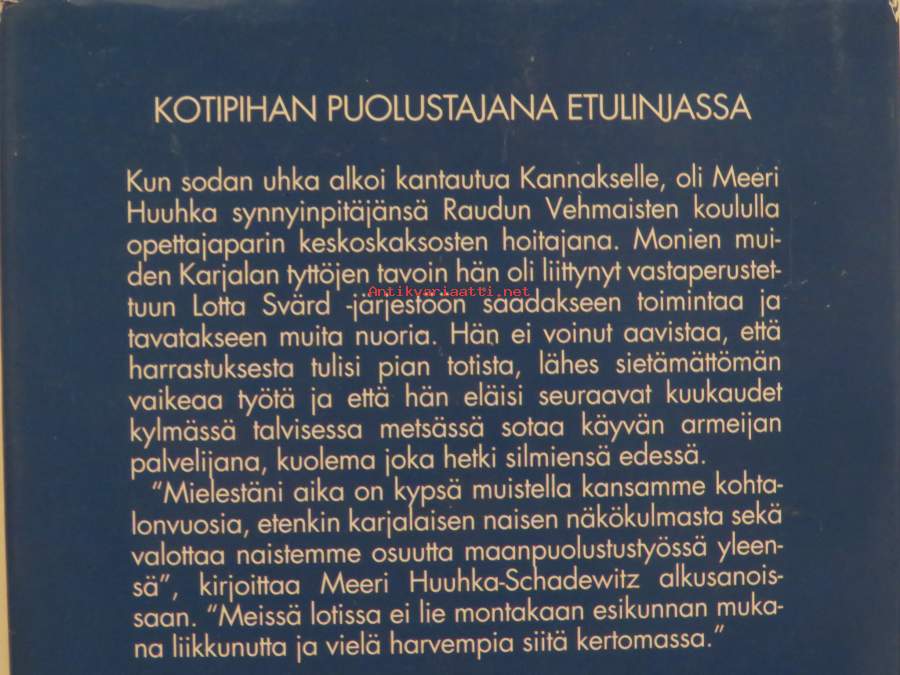 KOTIPIHAN PUOLUSTAJANA ETULINJASSA
Kun sodan uhka alkoi kantautua Kannakselle, oli Meeri
Huuhka synnyinpitäjänsä Raudun Vehmaisten koululla
opettajaparin keskoskaksosten hoitajana. Monien mui-
den Karjalan tyttöjen tavoin hän oli liittynyt vastaperustet-
Antikvariaatti.net
tuun Lotta Svärd -järjestöön saadakseen toimintaa ja
tavatakseen muita nuoria. Hän ei voinut aavistaa, että
harrastuksesta tulisi pian totista, lähes sietämättömän
vaikeaa työtä ja että hän eläisi seuraavat kuukaudet
kylmässä talvisessa metsässä sotaa käyvän armeijan
palvelijana, kuolema joka hetki silmiensä edessä.
"Mielestäni aika on kypsä muistella kansamme kohta-
lonvuosia, etenkin karjalaisen naisen näkökulmasta sekä
valottaa naistemme osuutta maanpuolustustyössä yleen-
sä", kirjoittaa Meeri Huuhka-Schadewitz alkusanois-
saan. "Meissä lotissa ei lie montakaan esikunnan muka-
na liikkunutta ja vielä harvempia siitä kertomassa."